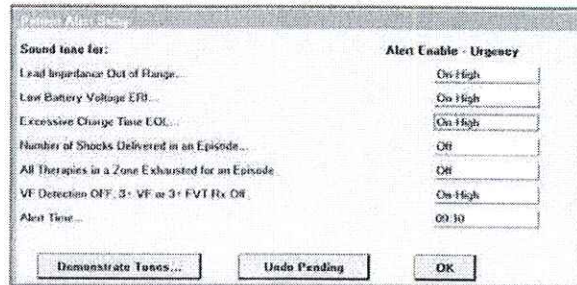 Patient Alert Setup
Sound tone for: Alert Enable - Urgency
Lead Impedance Out of Range... On-High
Low Battery Voltage ERI... On-High
Excessive Charge Time EOL... On-High
Number of Shocks Delivered in an Episode... Off
All Therapies in a Zone Exhausted for an Episode Off
VF Detection OFF, 3+ VF or 3+ FVT Rx Off. On-High
Alert Time...
Demonstrate Tones... Undo Pending OK